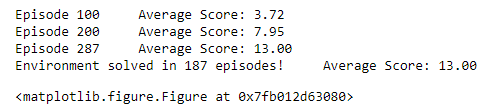 Episode 100     Average Score: 3.72
Episode 200     Average Score: 7.95
Episode 287     Average Score: 13.00
Environment solved in 187 episodes!     Average Score: 13.00
<matplotlib.figure.Figure at 0x7fb012d63080>